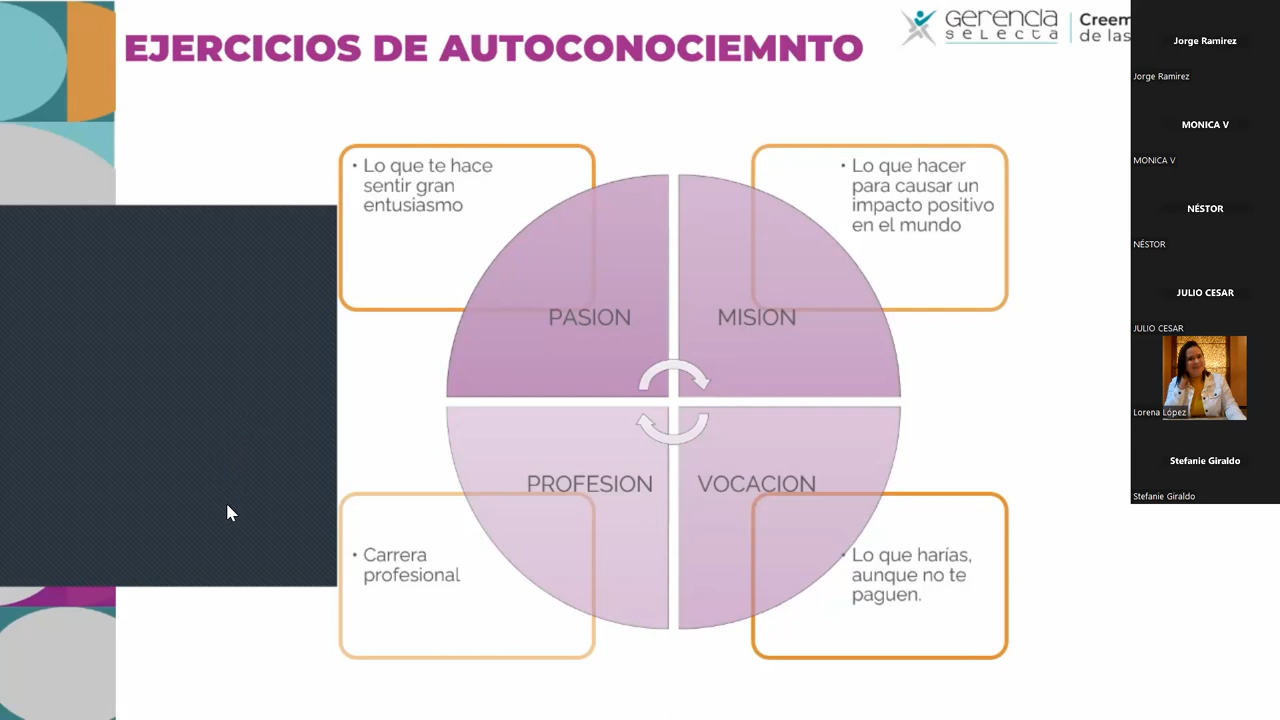 EJERCICIOS DE AUTOCONOCIEMNTO
Gerencia
selecta
Creem
de las
• Lo que te hace
sentir gran
entusiasmo
• Lo que hacer
para causar un
impacto positivo
en el mundo
PASION
MISION
PROFESION
VOCACION
• Carrera
profesional
• Lo que harías,
aunque no te
paguen.
Jorge Ramirez
Jorge Ramirez
MONICA V
MONICA V
NÉSTOR
NÉSTOR
JULIO CESAR
JULIO CESAR
Lorena López
Stefanie Giraldo
Stefanie Giraldo